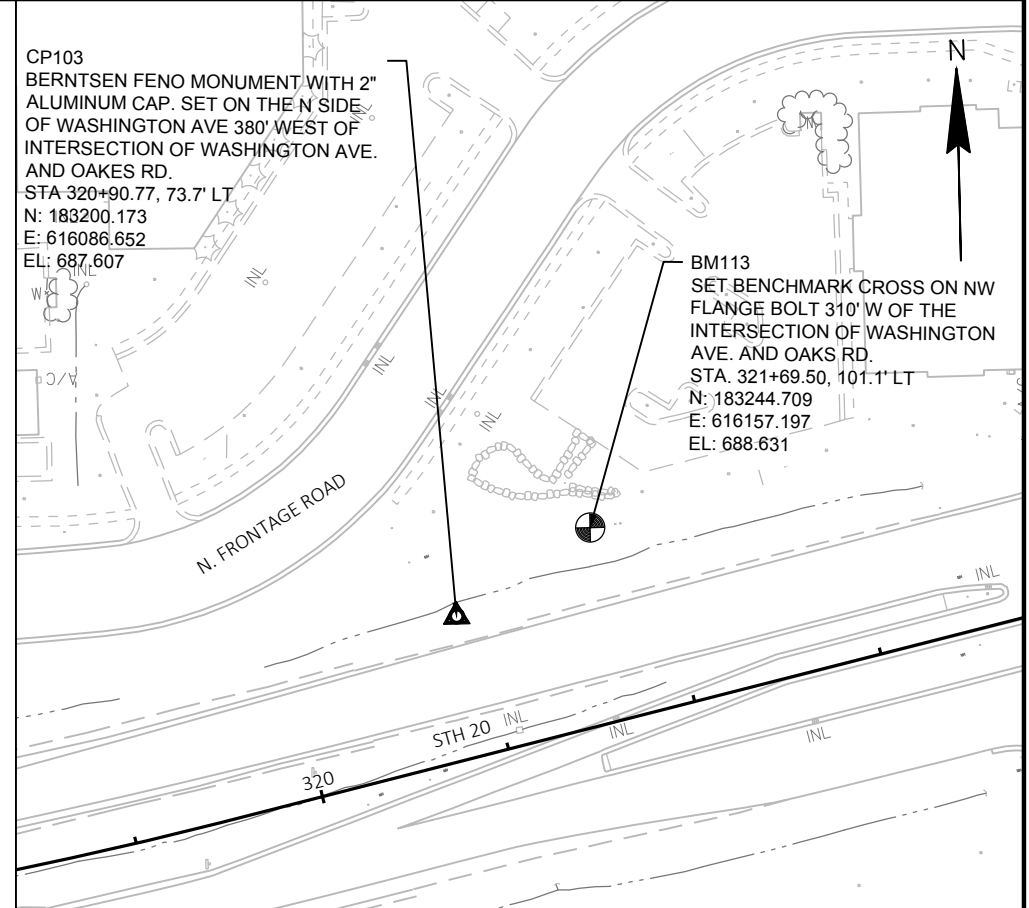 CP103
BERNTSEN FENO MONUMENT WITH 2"
ALUMINUM CAP. SET ON THE N SIDE
OF WASHINGTON AVE 380' WEST OF
INTERSECTION OF WASHINGTON AVE.
AND OAKES RD.
STA 320+90.77, 73.7' LT
N: 183200.173
E: 616086.652
EL: 687.607
N
BM113
SET BENCHMARK CROSS ON NW
FLANGE BOLT 310' W OF THE
INTERSECTION OF WASHINGTON
AVE. AND OAKS RD.
STA. 321+69.50, 101.1' LT
N: 183244.709
E: 616157.197
EL: 688.631
INL
INL
INL
W
A/C
INL
INL
INL
N. FRONTAGE ROAD
INL
STH 20
INL
INL
INL
320